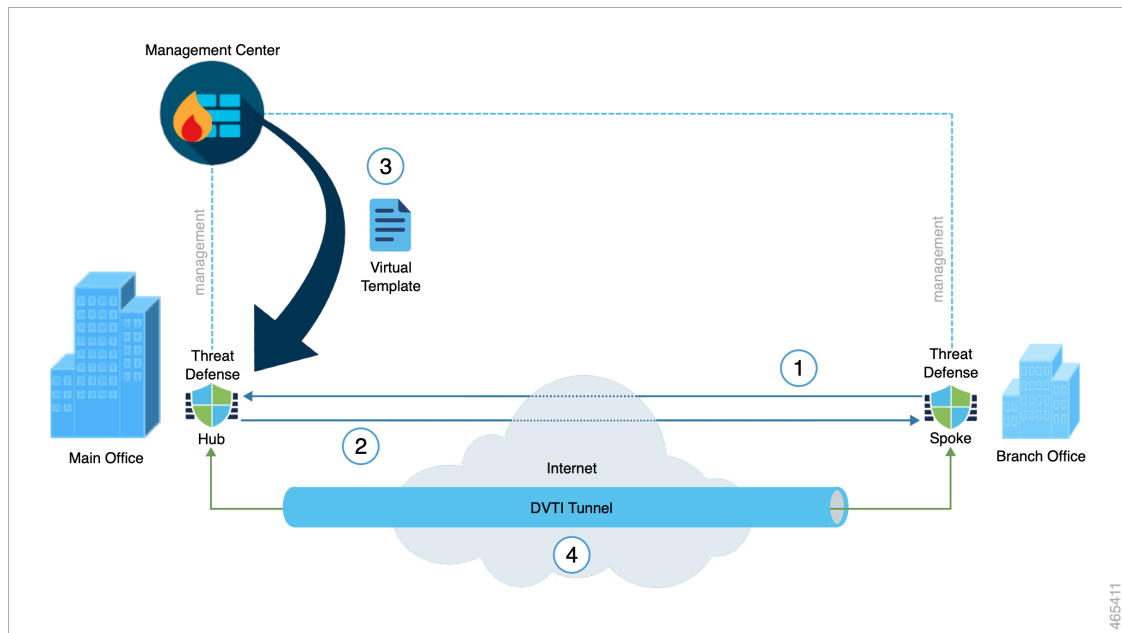 Management Center
3
Virtual
Template
management
management
Threat
Defense
Hub
Main Office
1
Threat
Defense
Spoke
Branch Office
2
Internet
DVTI Tunnel
4
465411